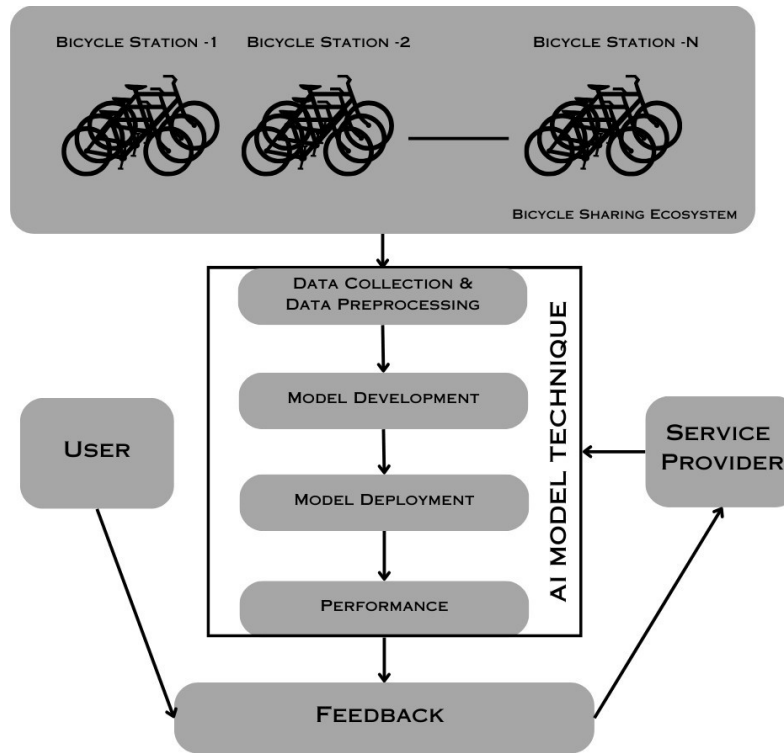 Bicycle Station -1
Bicycle Station -2
Bicycle Station -N
Bicycle Sharing Ecosystem
Data Collection &
Data Preprocessing
Model Development
Model Deployment
Performance
AI MODEL TECHNIQUE
User
Service
Provider
Feedback